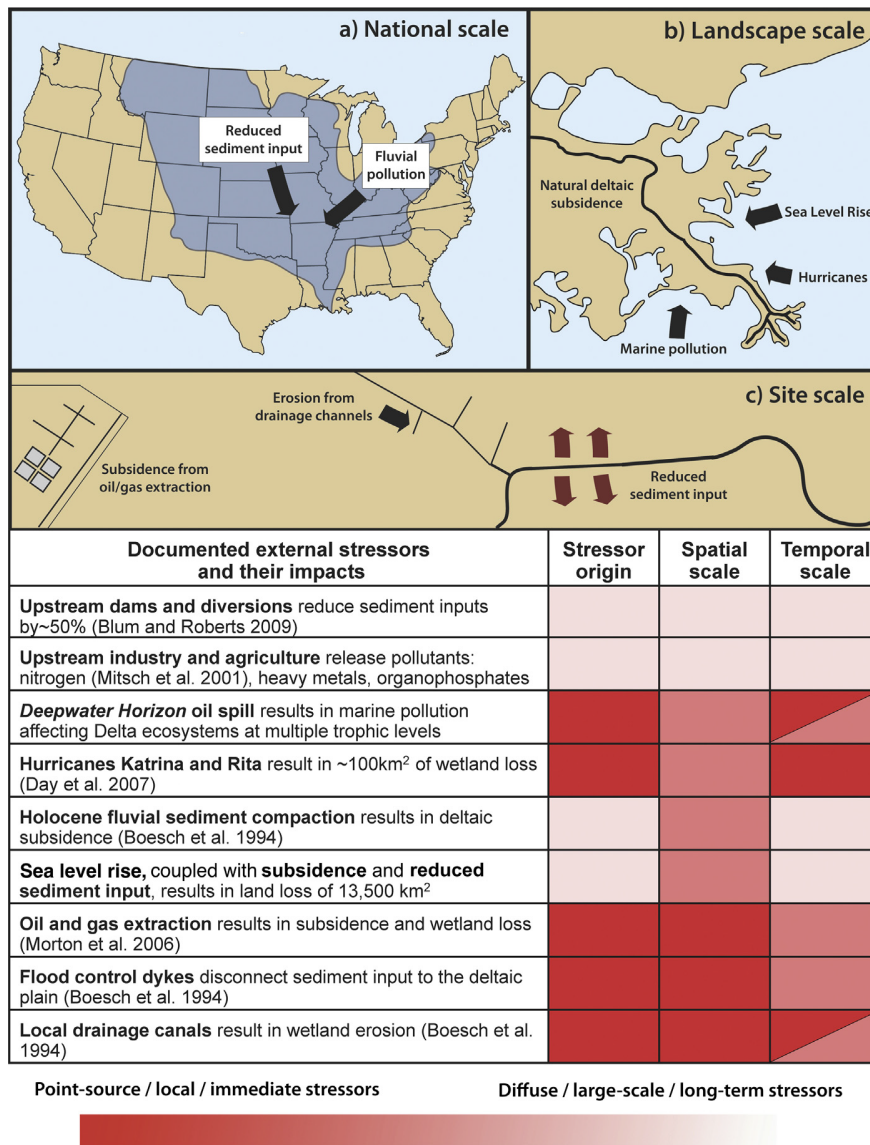 a) National scale
Reduced
sediment input
Fluvial
pollution
b) Landscape scale
Natural deltaic
subsidence
Sea Level Rise
Hurricanes
Marine pollution
c) Site scale
Erosion from
drainage channels
Subsidence from
oil/gas extraction
Reduced
sediment input
Documented external stressors
and their impacts
Stressor
origin
Spatial
scale
Temporal
scale
Upstream dams and diversions reduce sediment inputs
by~50% (Blum and Roberts 2009)
Upstream industry and agriculture release pollutants:
nitrogen (Mitsch et al. 2001), heavy metals, organophosphates
Deepwater Horizon oil spill results in marine pollution
affecting Delta ecosystems at multiple trophic levels
Hurricanes Katrina and Rita result in ~100km² of wetland loss
(Day et al. 2007)
Holocene fluvial sediment compaction results in deltaic
subsidence (Boesch et al. 1994)
Sea level rise, coupled with subsidence and reduced
sediment input, results in land loss of 13,500 km²
Oil and gas extraction results in subsidence and wetland loss
(Morton et al. 2006)
Flood control dykes disconnect sediment input to the deltaic
plain (Boesch et al. 1994)
Local drainage canals result in wetland erosion (Boesch et al.
1994)
Point-source / local / immediate stressors
Diffuse / large-scale / long-term stressors